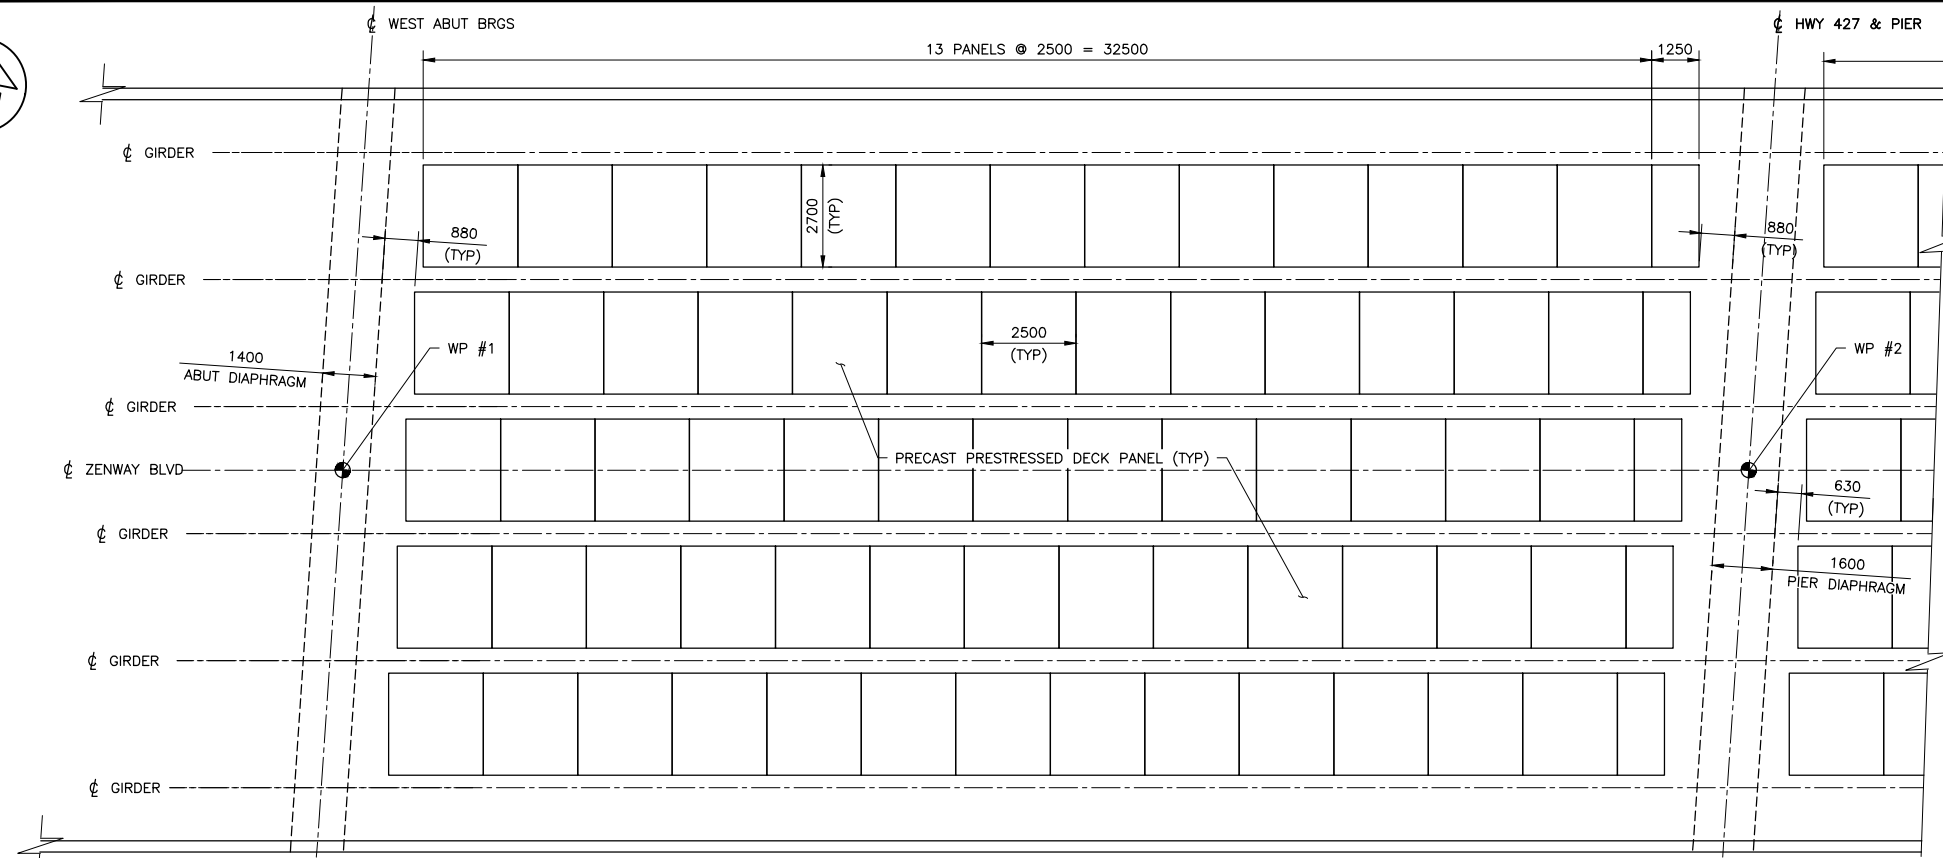 ℄ WEST ABUT BRGS
℄ HWY 427 & PIER
13 PANELS @ 2500 = 32500
1250
℄ GIRDER
2700
(TYP)
880
(TYP)
880
(TYP)
℄ GIRDER
2500
(TYP)
WP #1
WP #2
1400
ABUT DIAPHRAGM
℄ GIRDER
℄ ZENWAY BLVD
PRECAST PRESTRESSED DECK PANEL (TYP)
630
(TYP)
℄ GIRDER
1600
PIER DIAPHRAGM
℄ GIRDER
℄ GIRDER